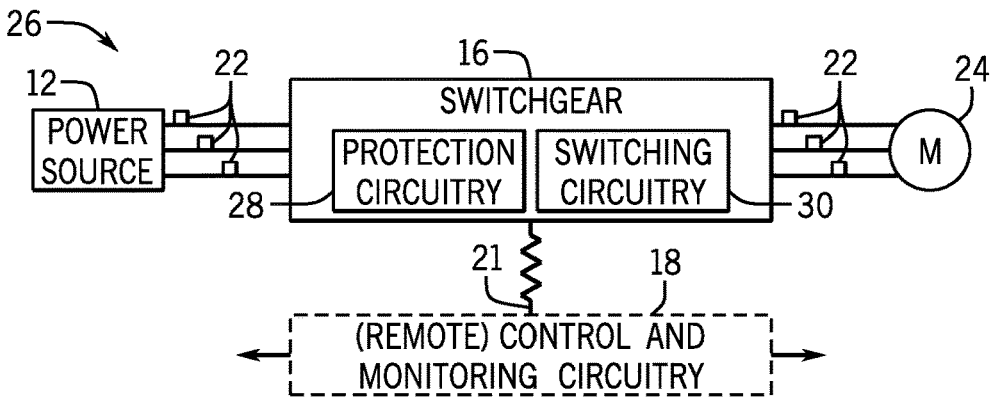 26
12
22
16
22
24
POWER
SOURCE
SWITCHGEAR
PROTECTION
CIRCUITRY
SWITCHING
CIRCUITRY
M
28
30
21
18
(REMOTE) CONTROL AND
MONITORING CIRCUITRY